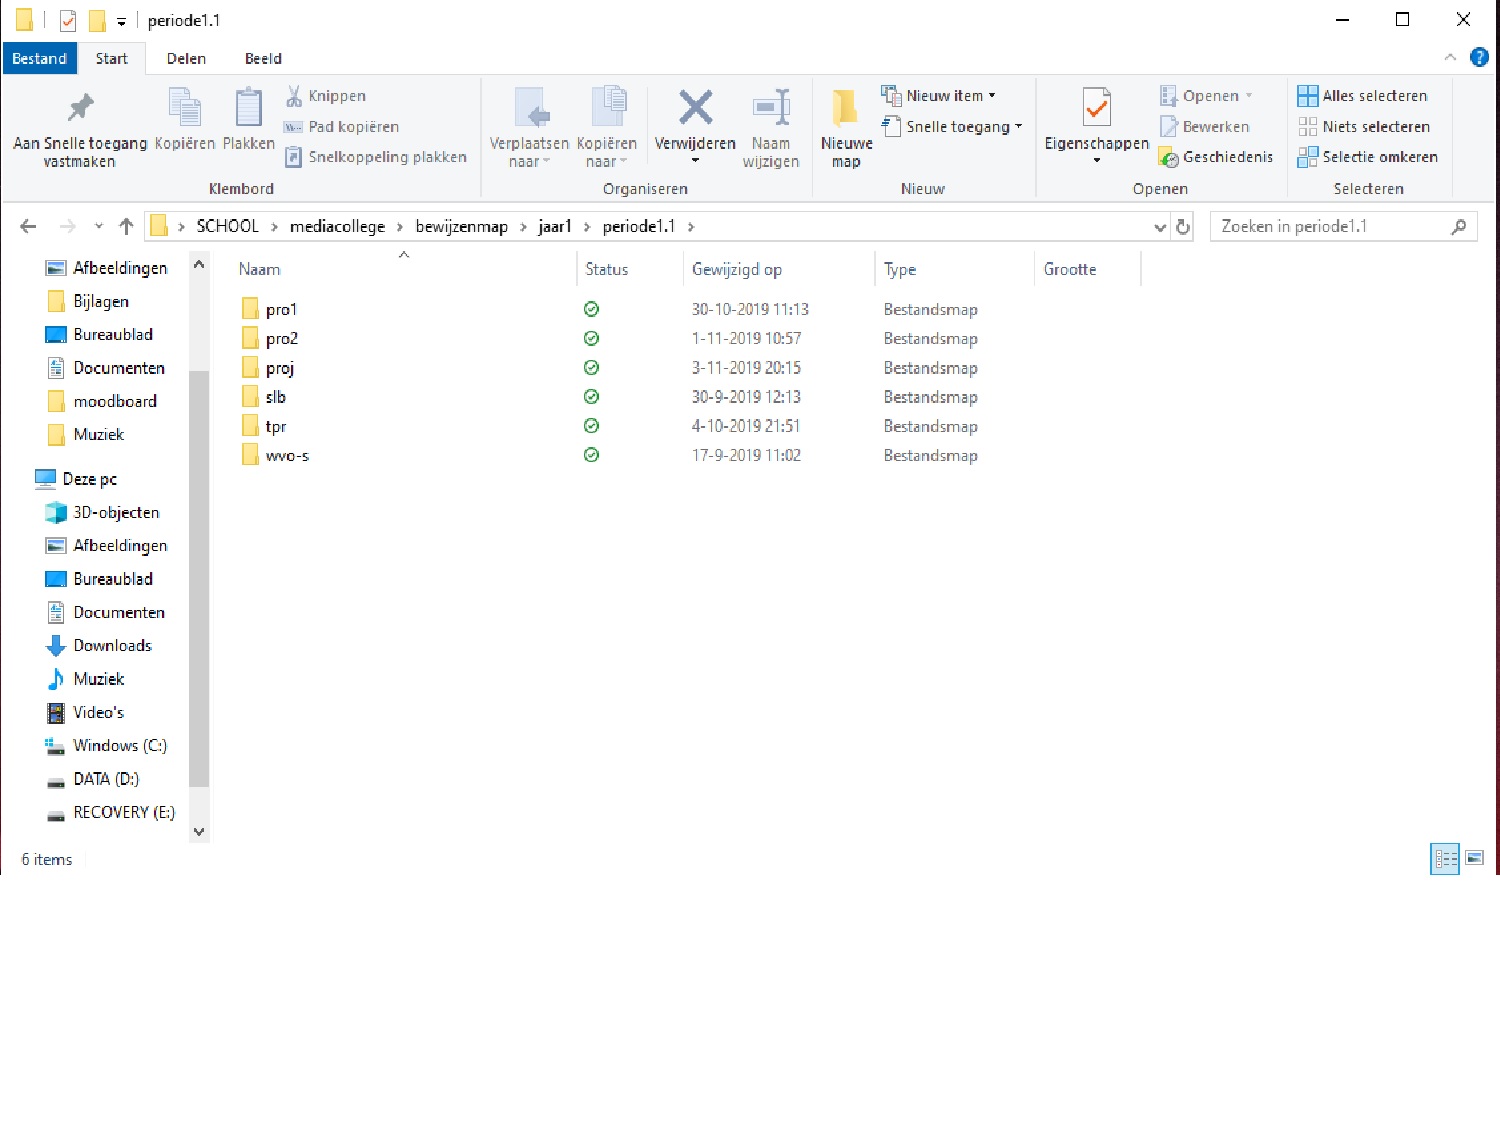 periode1.1
Bestand Start Delen Beeld
Aan Snelle toegang vastmaken
Kopiëren
Plakken
Knippen
Pad kopiëren
Snelkoppeling plakken
Klembord
Verplaatsen naar
Kopiëren naar
Verwijderen
Naam wijzigen
Organiseren
Nieuwe map
Nieuw item
Snelle toegang
Nieuw
Eigenschappen
Openen
Bewerken
Geschiedenis
Openen
Alles selecteren
Niets selecteren
Selectie omkeren
Selecteren
SCHOOL > mediacollege > bewijzenmap > jaar1 > periode1.1 >
Zoeken in periode1.1
Afbeeldingen
Bijlagen
Bureaublad
Documenten
moodboard
Muziek
Deze pc
3D-objecten
Afbeeldingen
Bureaublad
Documenten
Downloads
Muziek
Video's
Windows (C:)
DATA (D:)
RECOVERY (E:)
Naam Status Gewijzigd op Type Grootte
pro1 30-10-2019 11:13 Bestandsmap
pro2 1-11-2019 10:57 Bestandsmap
proj 3-11-2019 20:15 Bestandsmap
slb 30-9-2019 12:13 Bestandsmap
tpr 4-10-2019 21:51 Bestandsmap
wvo-s 17-9-2019 11:02 Bestandsmap
6 items